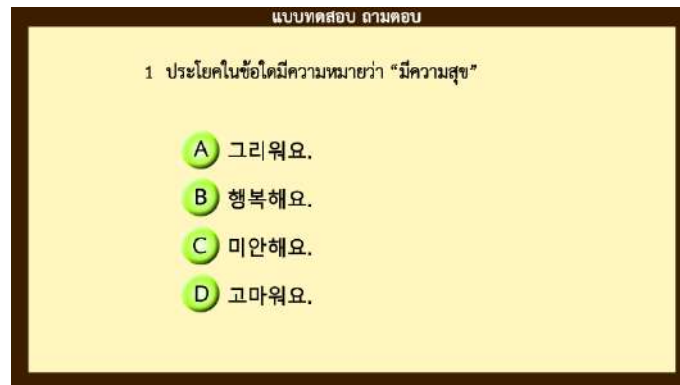 แบบทดสอบ ถามตอบ
1 ประโยคในข้อใดมีความหมายว่า “มีความสุข”
A 그리워요.
B 행복해요.
C 미안해요.
D 고마워요.